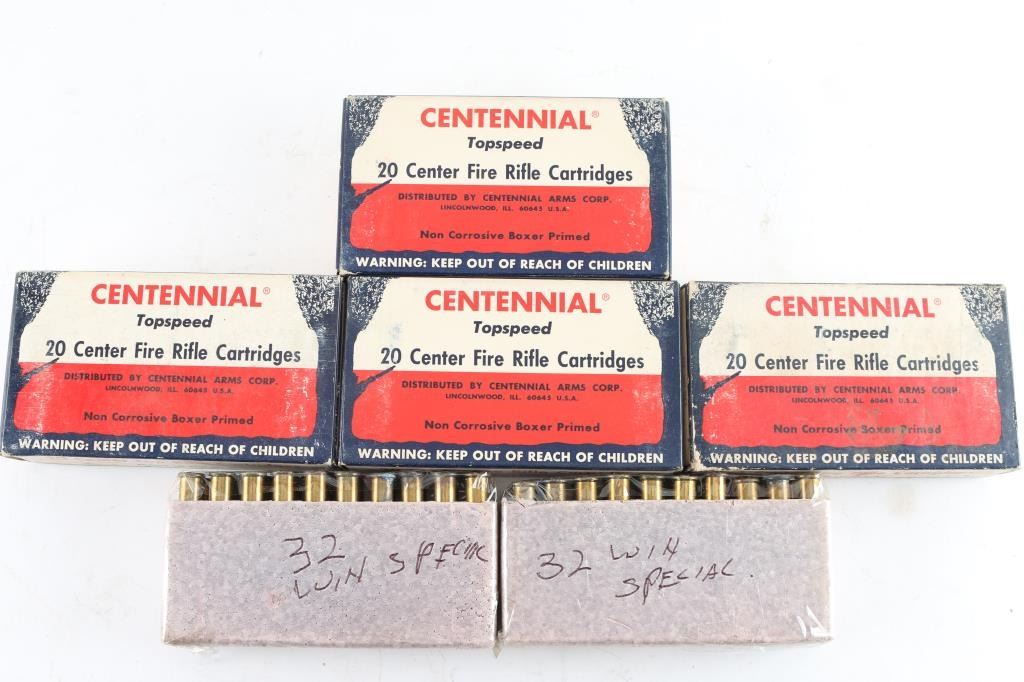 CENTENNIAL®
Topspeed
20 Center Fire Rifle Cartridges
DISTRIBUTED BY CENTENNIAL ARMS CORP.
LINCOLNWOOD, ILL. 60645 U.S.A.
Non Corrosive Boxer Primed
WARNING: KEEP OUT OF REACH OF CHILDREN
CENTENNIAL®
Topspeed
20 Center Fire Rifle Cartridges
DISTRIBUTED BY CENTENNIAL ARMS CORP.
LINCOLNWOOD, ILL. 60645 U.S.A.
Non Corrosive Boxer Primed
WARNING: KEEP OUT OF REACH OF CHILDREN
CENTENNIAL®
Topspeed
20 Center Fire Rifle Cartridges
DISTRIBUTED BY CENTENNIAL ARMS CORP.
LINCOLNWOOD, ILL. 60645 U.S.A.
Non Corrosive Boxer Primed
WARNING: KEEP OUT OF REACH OF CHILDREN
CENTENNIAL®
Topspeed
20 Center Fire Rifle Cartridges
DISTRIBUTED BY CENTENNIAL ARMS CORP.
LINCOLNWOOD, ILL. 60645 U.S.A.
Non Corrosive Boxer Primed
WARNING: KEEP OUT OF REACH OF CHILDREN
32
WIN SPECIAL
32 WIN
SPECIAL.